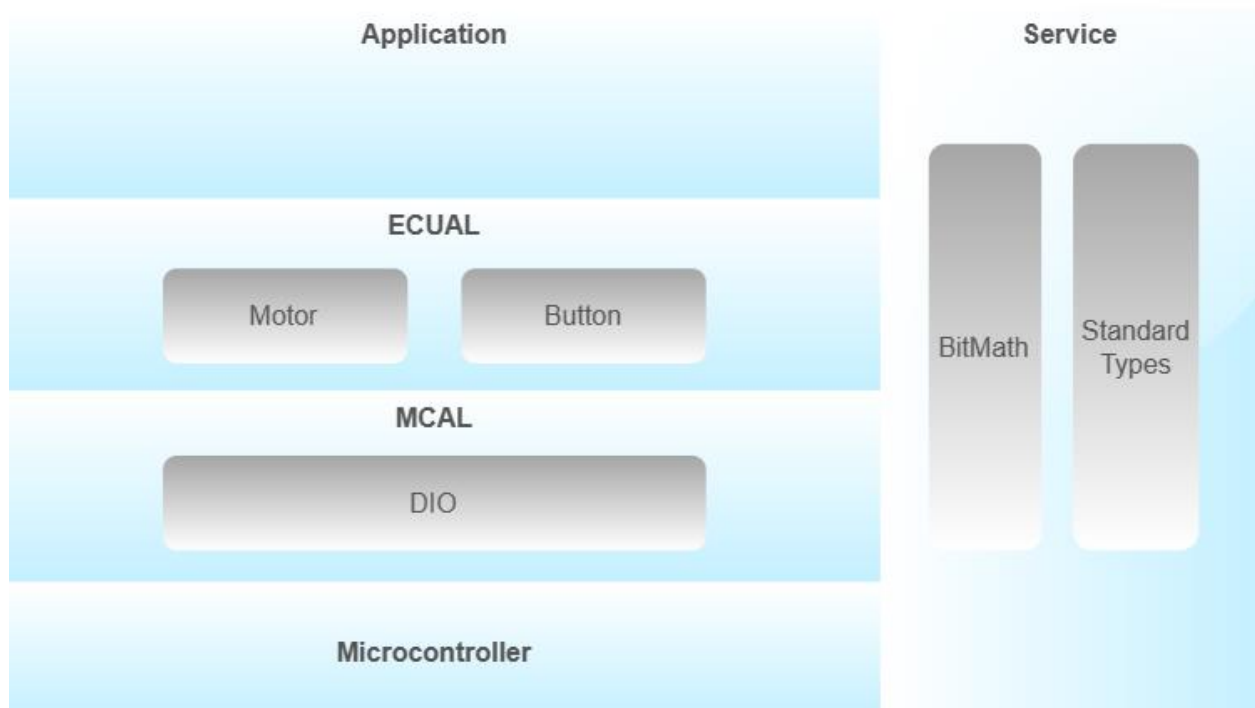 Application
Service
ECUAL
Motor
Button
BitMath
Standard
Types
MCAL
DIO
Microcontroller